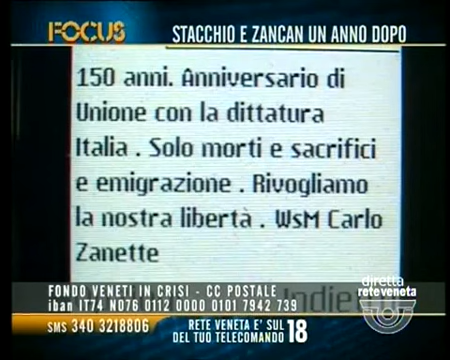 FOCUS
STACCHIO E ZANCAN UN ANNO DOPO
150 anni. Anniversario di
Unione con la dittatura
Italia . Solo morti e sacrifici
e emigrazione . Rivogliamo
la nostra libertà . WsM Carlo
Zanette
Indie
diretta
reteveneta
FONDO VENETI IN CRISI - CC POSTALE
iban IT74 N076 0112 0000 0101 7942 739
SMS 340 3218806
RETE VENETA E' SUL
DEL TUO TELECOMANDO 18